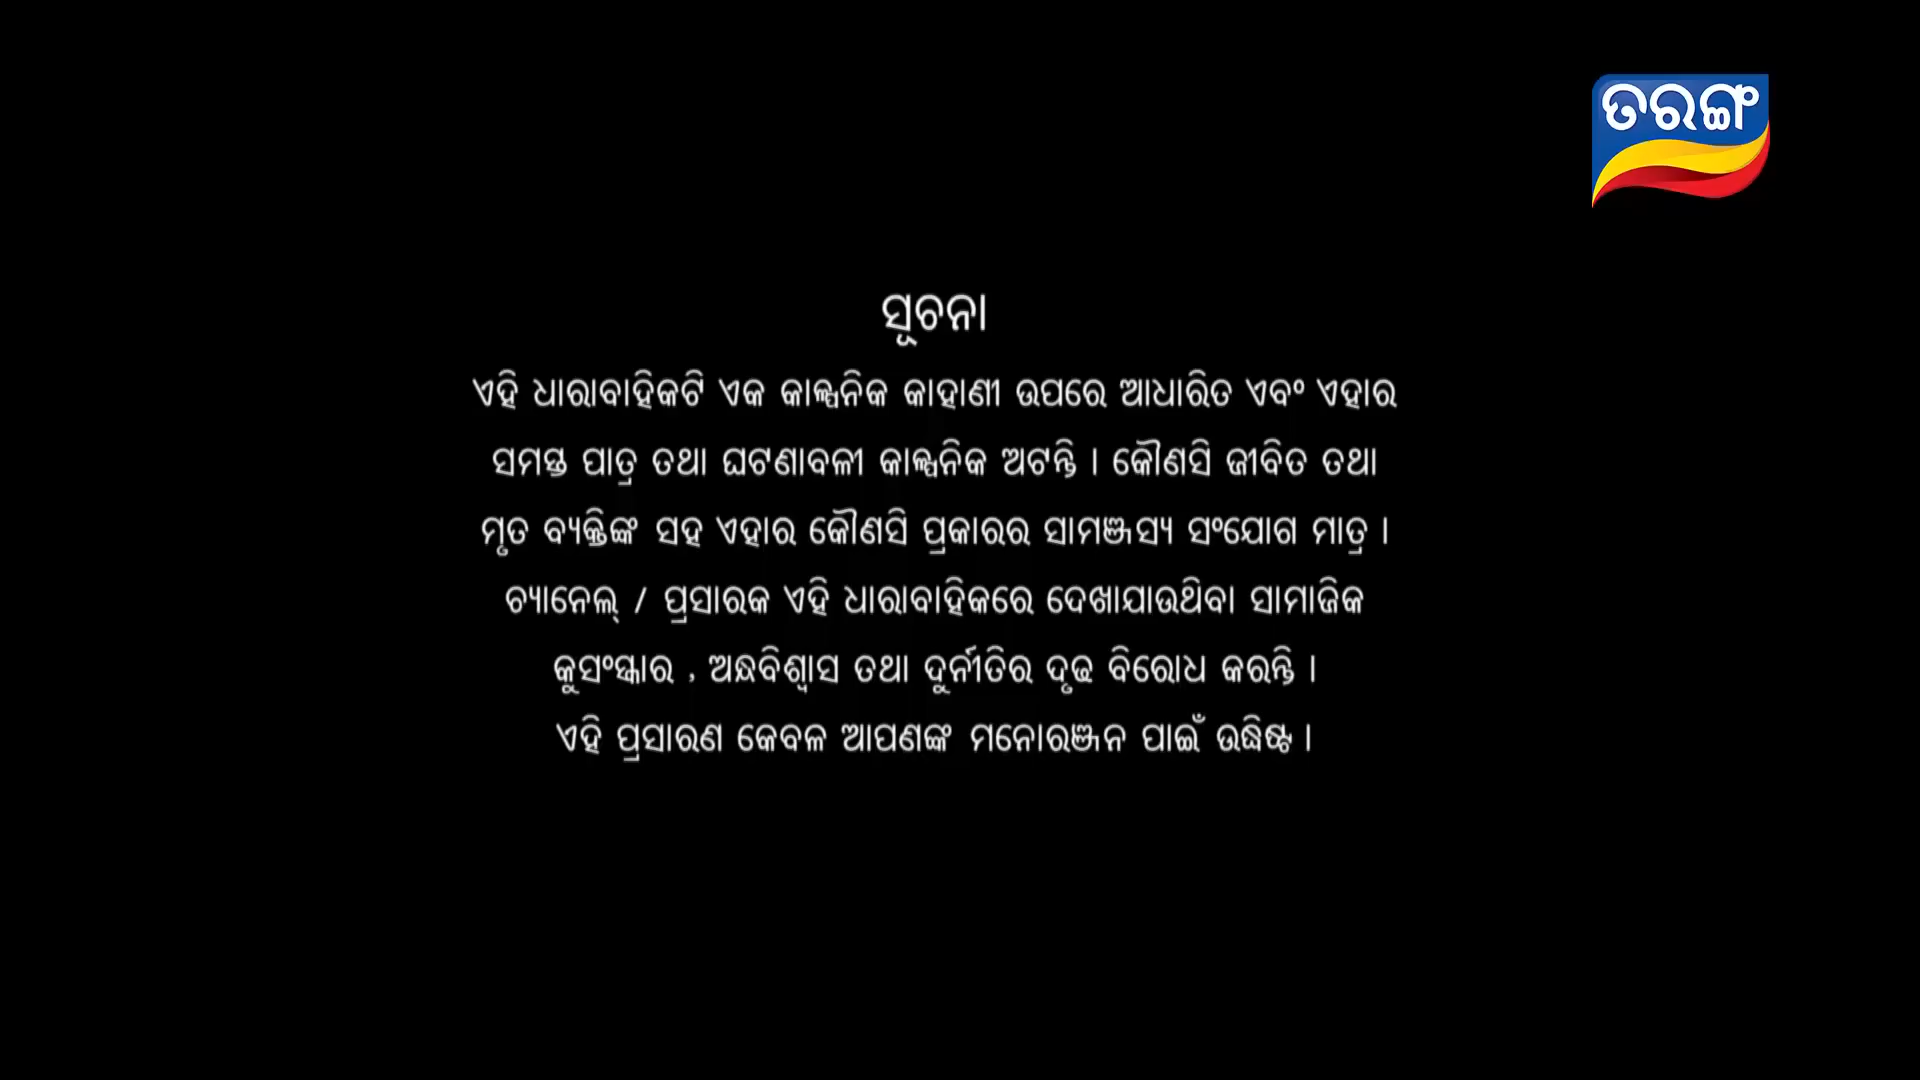 ତରଙ୍ଗ
ସୂଚନା
ଏହି ଧାରାବାହିକଟି ଏକ କାଳ୍ପନିକ କାହାଣୀ ଉପରେ ଆଧାରିତ ଏବଂ ଏହାର
ସମସ୍ତ ପାତ୍ର ତଥା ଘଟଣାବଳୀ କାଳ୍ପନିକ ଅଟନ୍ତି । କୌଣସି ଜୀବିତ ତଥା
ମୃତ ବ୍ୟକ୍ତିଙ୍କ ସହ ଏହାର କୌଣସି ପ୍ରକାରର ସାମଞ୍ଜସ୍ୟ ସଂଯୋଗ ମାତ୍ର ।
ଚ୍ୟାନେଲ୍ / ପ୍ରସାରକ ଏହି ଧାରାବାହିକରେ ଦେଖାଯାଉଥିବା ସାମାଜିକ
କୁସଂସ୍କାର , ଅନ୍ଧବିଶ୍ୱାସ ତଥା ଦୁର୍ନୀତିର ଦୃଢ ବିରୋଧ କରନ୍ତି ।
ଏହି ପ୍ରସାରଣ କେବଳ ଆପଣଙ୍କ ମନୋରଞ୍ଜନ ପାଇଁ ଉଦ୍ଧିଷ୍ଟ ।